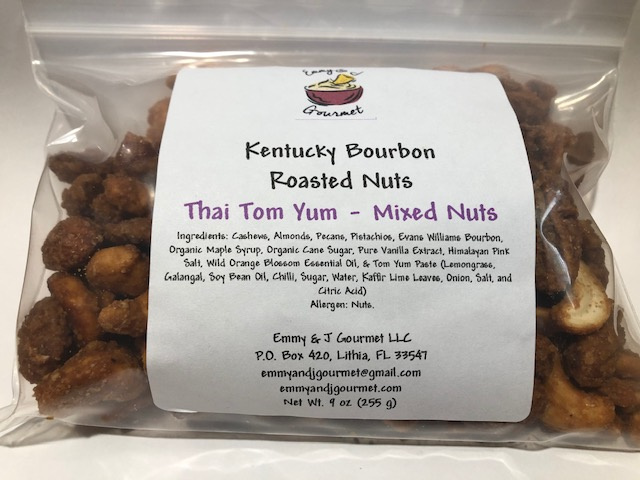 Emmy & J
Gourmet
Kentucky Bourbon
Roasted Nuts
Thai Tom Yum - Mixed Nuts
Ingredients: Cashews, Almonds, Pecans, Pistachios, Evans Williams Bourbon,
Organic Maple Syrup, Organic Cane Sugar, Pure Vanilla Extract, Himalayan Pink
Salt, Wild Orange Blossom Essential Oil, & Tom Yum Paste (Lemongrass,
Galangal, Soy Bean Oil, Chilli, Sugar, Water, Kaffir Lime Leaves, Onion, Salt, and
Citric Acid)
Allergen: Nuts.
Emmy & J Gourmet LLC
P.O. Box 420, Lithia, FL 33547
emmyandjgourmet@gmail.com
emmyandjgourmet.com
Net Wt. 9 oz (255 g)